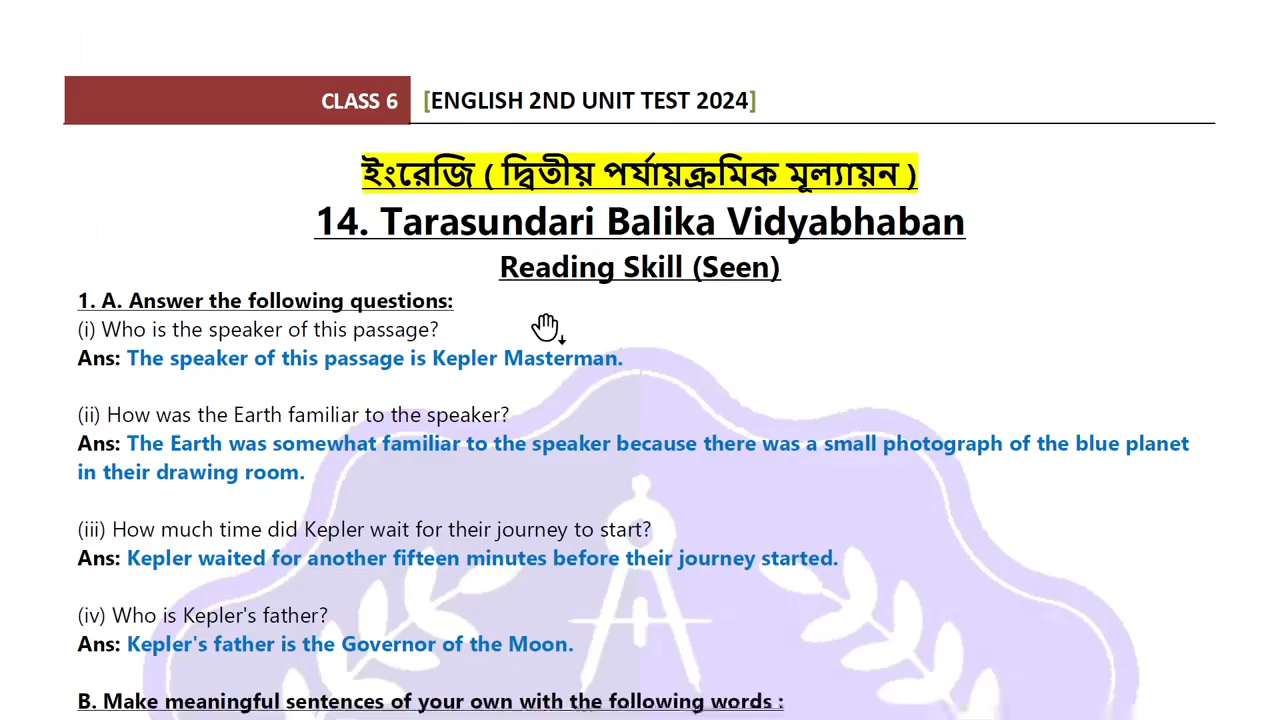 CLASS 6 [ENGLISH 2ND UNIT TEST 2024]
ইংরেজি ( দ্বিতীয় পর্যায়ক্রমিক মূল্যায়ন )
14. Tarasundari Balika Vidyabhaban
Reading Skill (Seen)
1. A. Answer the following questions:
(i) Who is the speaker of this passage?
Ans: The speaker of this passage is Kepler Masterman.
(ii) How was the Earth familiar to the speaker?
Ans: The Earth was somewhat familiar to the speaker because there was a small photograph of the blue planet
in their drawing room.
(iii) How much time did Kepler wait for their journey to start?
Ans: Kepler waited for another fifteen minutes before their journey started.
(iv) Who is Kepler's father?
Ans: Kepler's father is the Governor of the Moon.
B. Make meaningful sentences of your own with the following words :